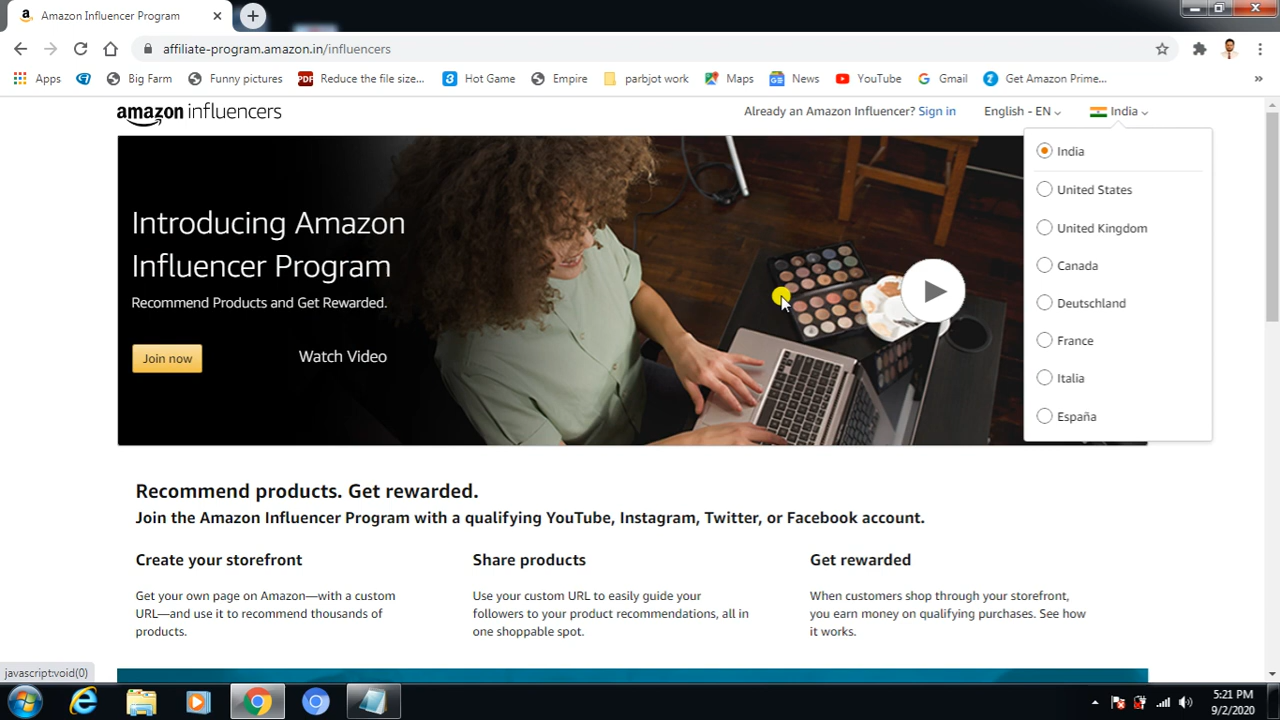 Amazon Influencer Program
affiliate-program.amazon.in/influencers
Apps
Big Farm
Funny pictures
PDF
Reduce the file size...
Hot Game
Empire
parbjot work
Maps
News
YouTube
Gmail
Get Amazon Prime...
»
amazon influencers
Already an Amazon Influencer? Sign in
English - EN
India
India
United States
United Kingdom
Canada
Deutschland
France
Italia
España
Introducing Amazon
Influencer Program
Recommend Products and Get Rewarded.
Join now
Watch Video
Recommend products. Get rewarded.
Join the Amazon Influencer Program with a qualifying YouTube, Instagram, Twitter, or Facebook account.
Create your storefront
Get your own page on Amazon—with a custom
URL—and use it to recommend thousands of
products.
Share products
Use your custom URL to easily guide your
followers to your product recommendations, all in
one shoppable spot.
Get rewarded
When customers shop through your storefront,
you earn money on qualifying purchases. See how
it works.
javascript:void(0)
5:21 PM
9/2/2020